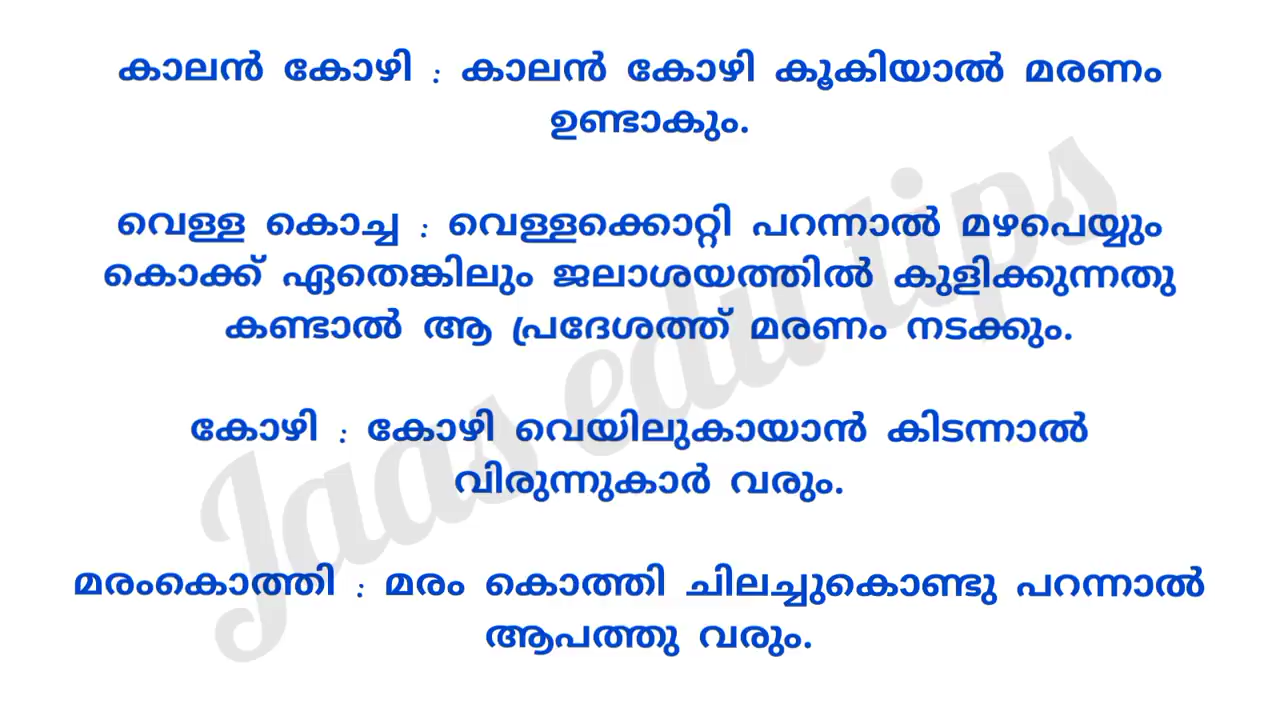 കാലൻ കോഴി : കാലൻ കോഴി കൂകിയാൽ മരണം
ഉണ്ടാകും.
വെള്ള കൊച്ച : വെള്ളക്കൊറ്റി പറന്നാൽ മഴപെയ്യും
കൊക്ക് ഏതെങ്കിലും ജലാശയത്തിൽ കുളിക്കുന്നതു
കണ്ടാൽ ആ പ്രദേശത്ത് മരണം നടക്കും.
കോഴി : കോഴി വെയിലുകായാൻ കിടന്നാൽ
വിരുന്നുകാർ വരും.
മരംകൊത്തി : മരം കൊത്തി ചിലച്ചുകൊണ്ടു പറന്നാൽ
ആപത്തു വരും.
Jaas edu tips